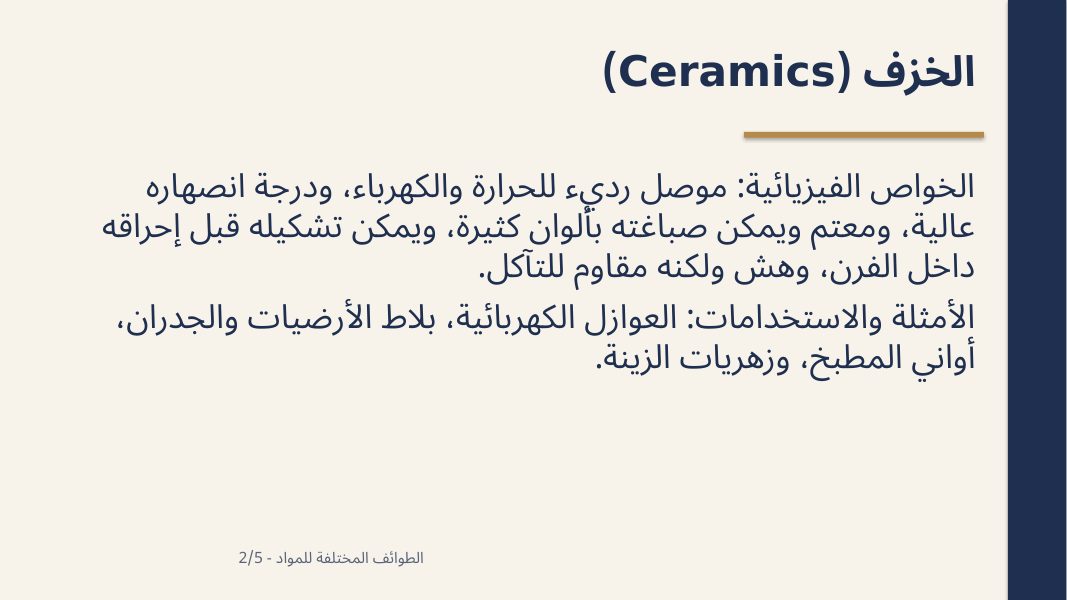 الخزف (Ceramics)
الخواص الفيزيائية: موصل رديء للحرارة والكهرباء، ودرجة انصهاره
عالية، ومعتم ويمكن صباغته بألوان كثيرة، ويمكن تشكيله قبل إحراقه
داخل الفرن، وهش ولكنه مقاوم للتآكل.
الأمثلة والاستخدامات: العوازل الكهربائية، بلاط الأرضيات والجدران،
أواني المطبخ، وزهريات الزينة.
الطوائف المختلفة للمواد - 2/5